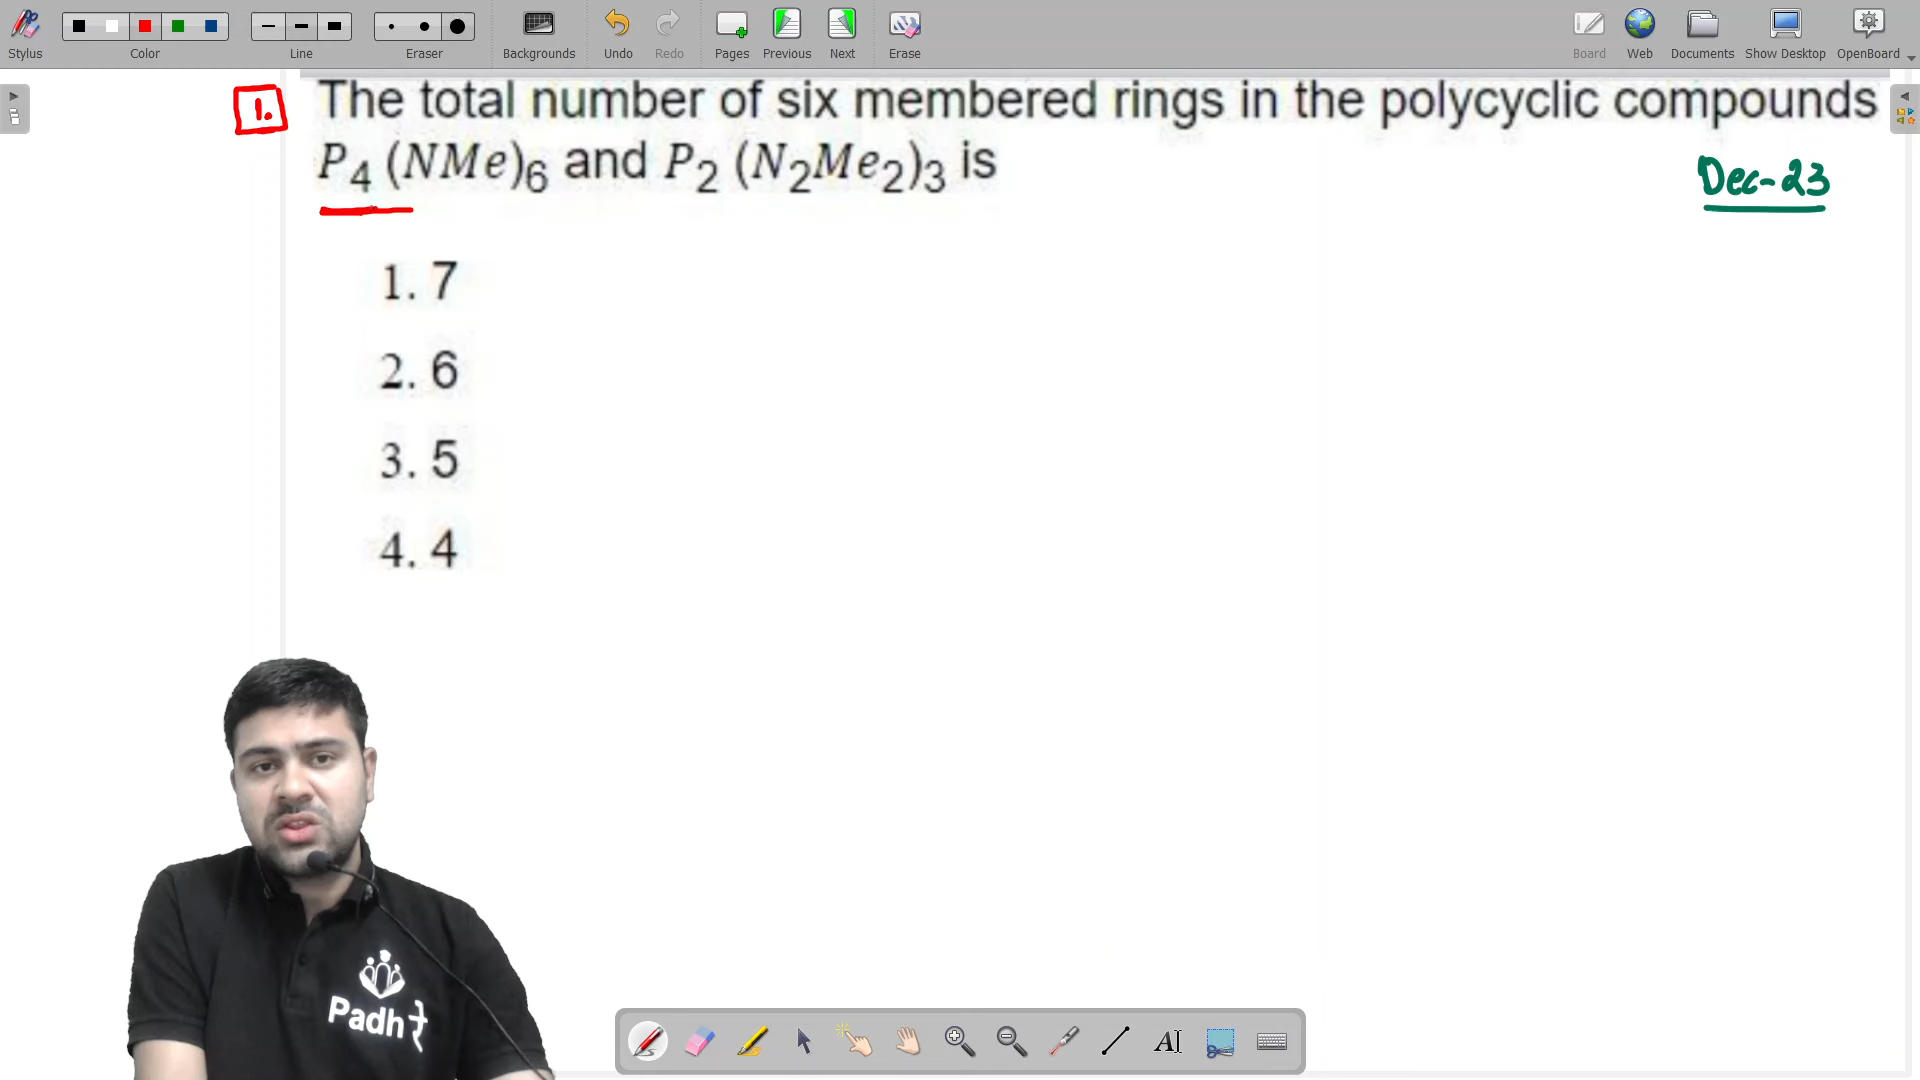 Stylus
Color
Line
Eraser
Backgrounds
Undo
Redo
Pages
Previous
Next
Erase
Board
Web
Documents
Show Desktop
OpenBoard
1. The total number of six membered rings in the polycyclic compounds
P₄ (NMe)₆ and P₂ (N₂Me₂)₃ is
Dec-23
1. 7
2. 6
3. 5
4. 4
Padhरे